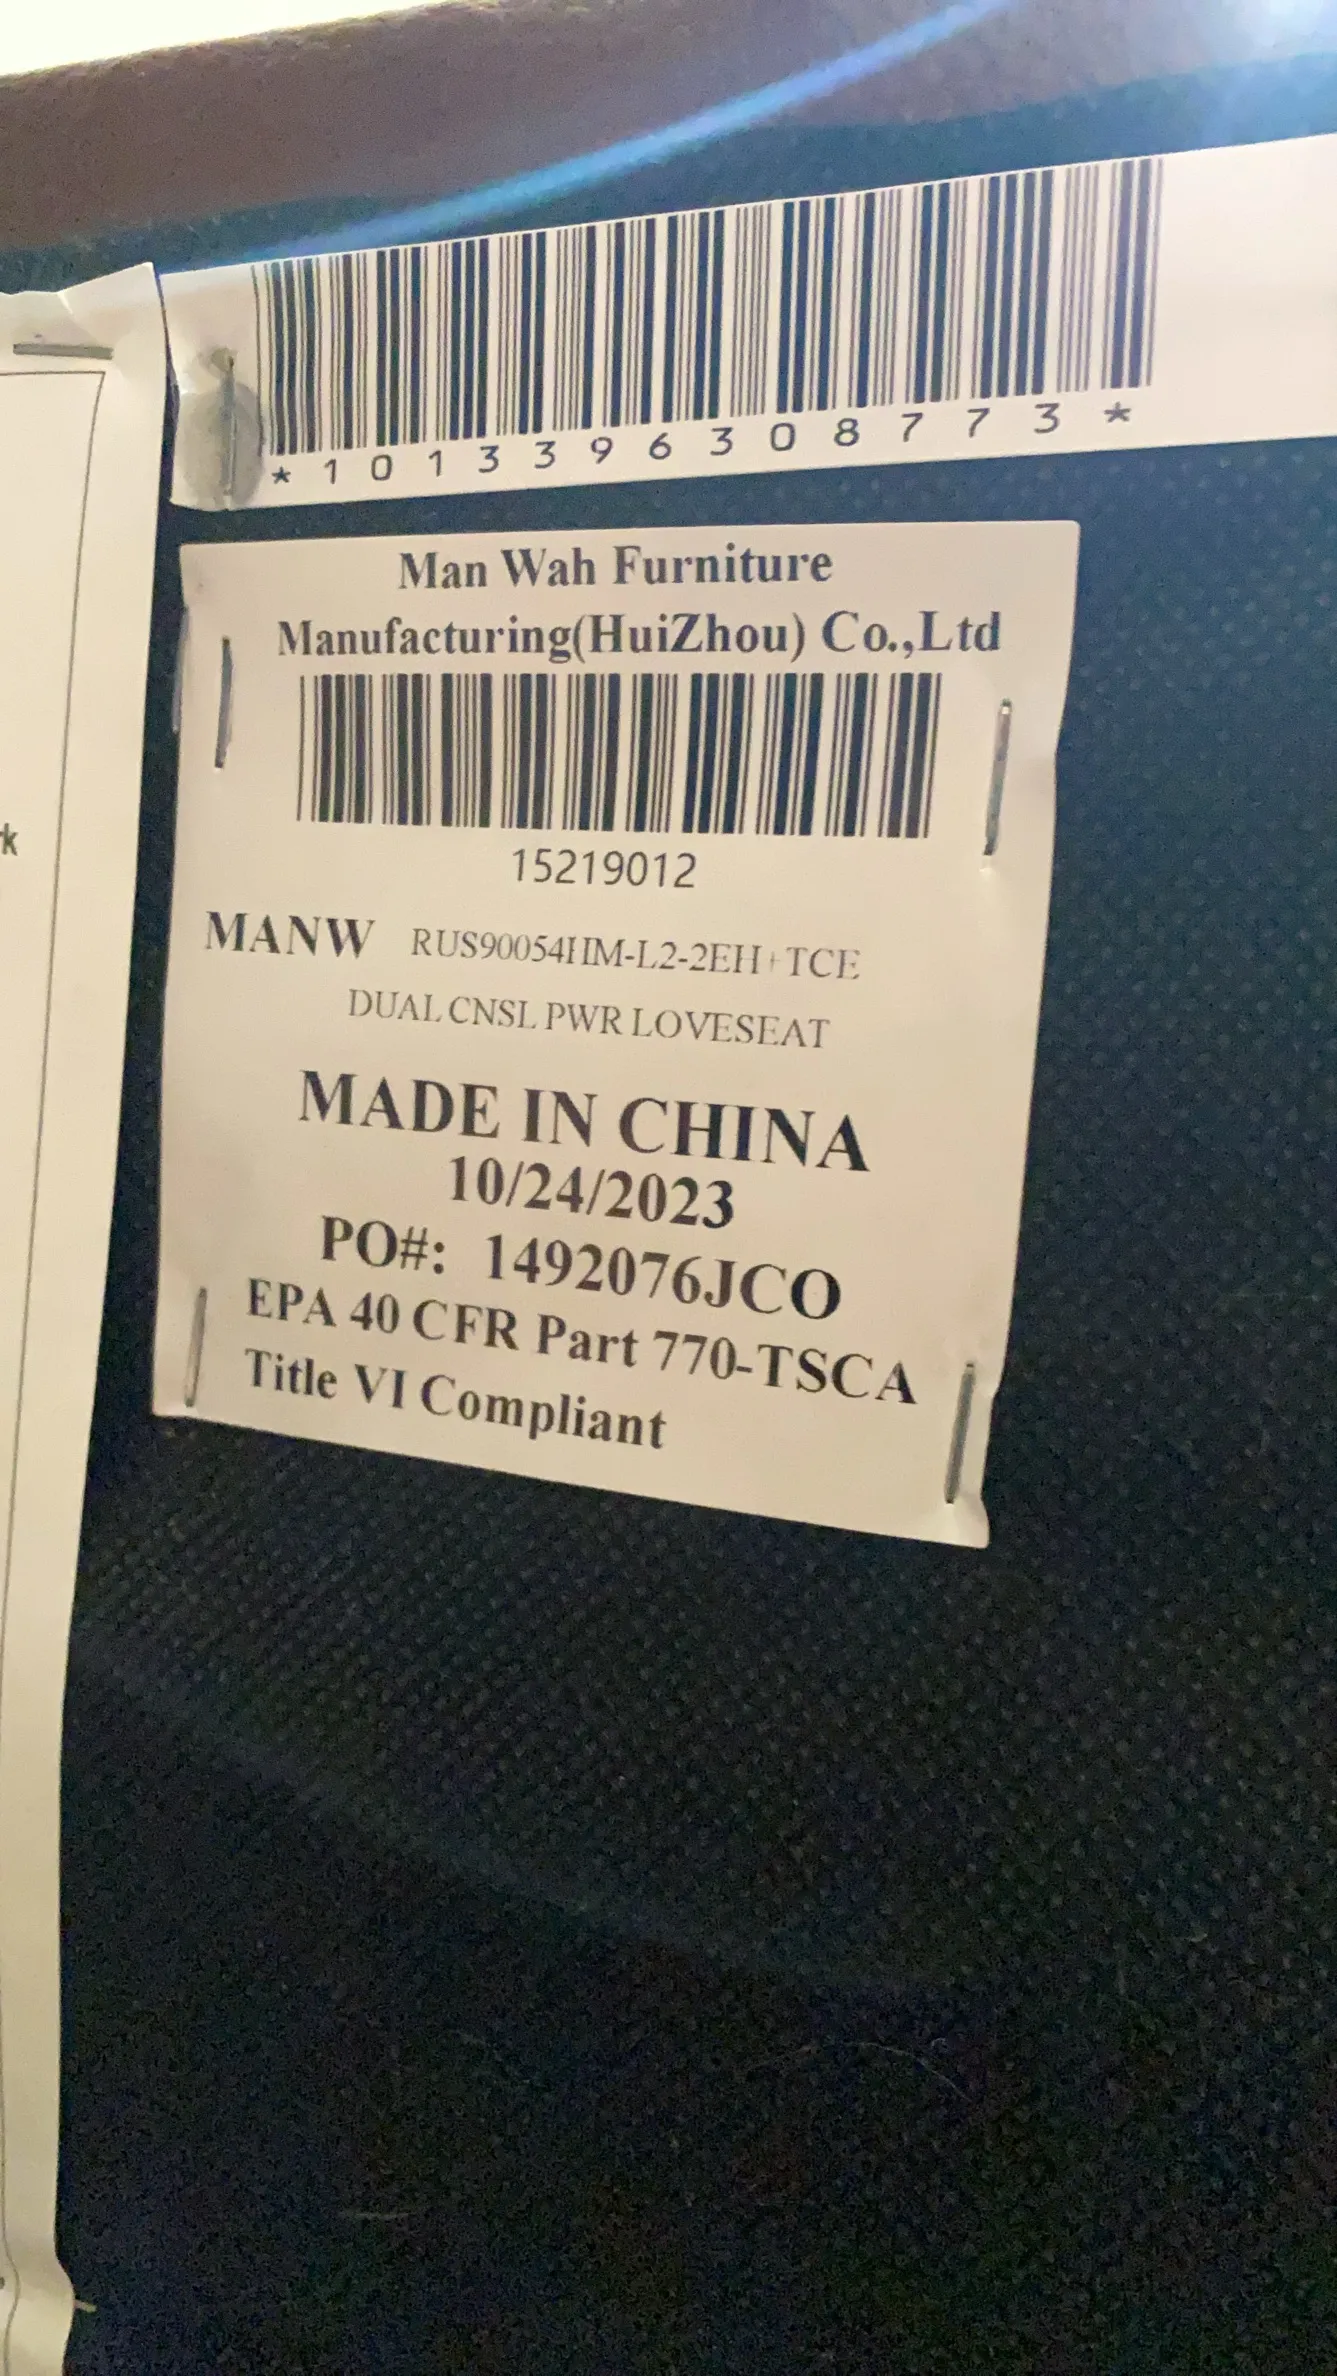 *1013396308773*
Man Wah Furniture
Manufacturing(HuiZhou) Co.,Ltd
15219012
MANW RUS90054HM-L2-2EH+TCE
DUAL CNSL PWR LOVESEAT
MADE IN CHINA
10/24/2023
PO#: 1492076JCO
EPA 40 CFR Part 770-TSCA
Title VI Compliant